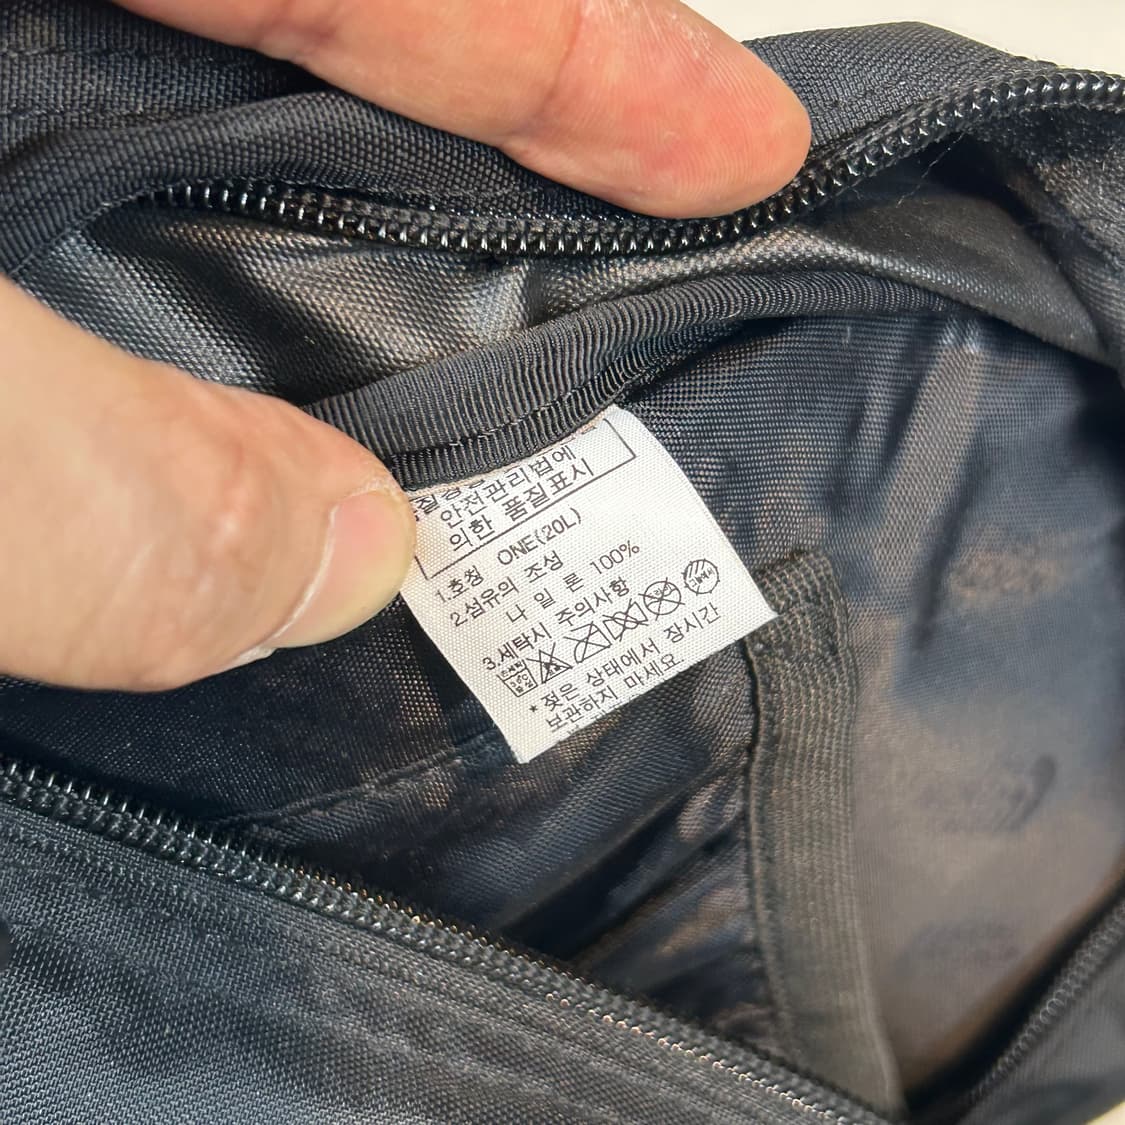 안전관리법에
의한 품질표시
1.호칭 ONE(20L)
2.섬유의 조성
나 일 론 100%
3.세탁시 주의사항
* 젖은 상태에서 장시간
보관하지 마세요.